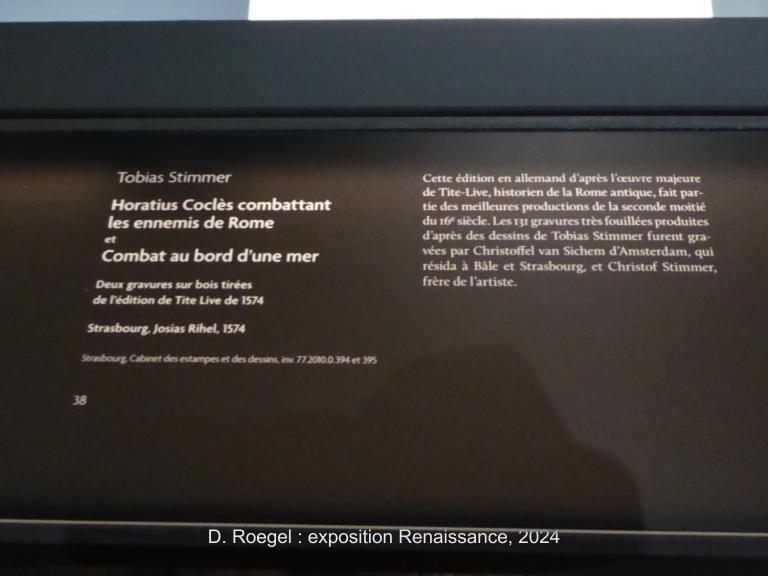 Tobias Stimmer
Horatius Coclès combattant
les ennemis de Rome
et
Combat au bord d'une mer
Deux gravures sur bois tirées
de l'édition de Tite Live de 1574
Strasbourg, Josias Rihel, 1574
Strasbourg, Cabinet des estampes et des dessins, inv. 77.2010.0.394 et 395
38
Cette édition en allemand d'après l'œuvre majeure
de Tite-Live, historien de la Rome antique, fait par-
tie des meilleures productions de la seconde moitié
du 16e siècle. Les 131 gravures très fouillées produites
d'après des dessins de Tobias Stimmer furent gra-
vées par Christoffel van Sichem d'Amsterdam, qui
résida à Bâle et Strasbourg, et Christof Stimmer,
frère de l'artiste.
D. Roegel : exposition Renaissance, 2024